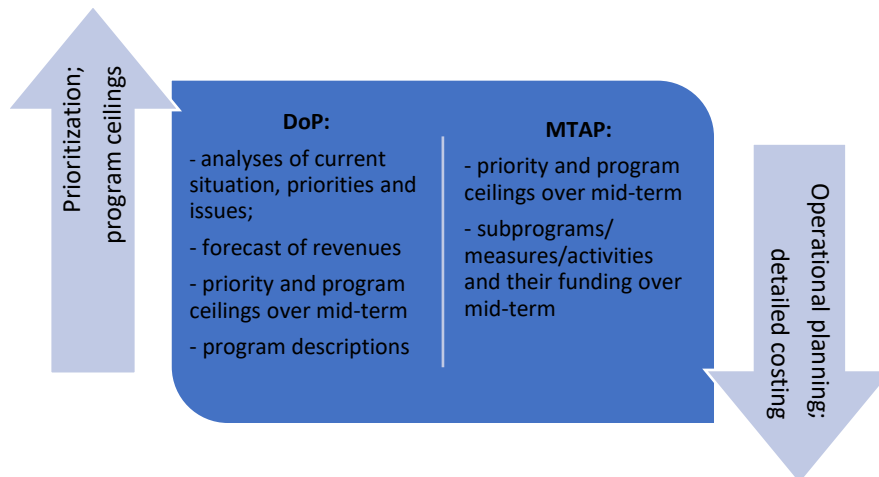 Prioritization;
program ceilings
DoP:
- analyses of current
situation, priorities and
issues;
- forecast of revenues
- priority and program
ceilings over mid-term
- program descriptions
MTAP:
- priority and program
ceilings over mid-term
- subprograms/
measures/activities
and their funding over
mid-term
Operational planning;
detailed costing